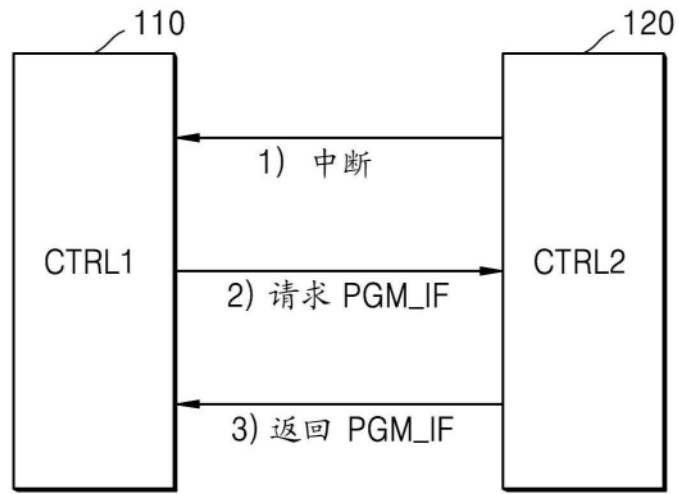 110
120
1) 中断
CTRL1
CTRL2
2) 请求 PGM_IF
3) 返回 PGM_IF